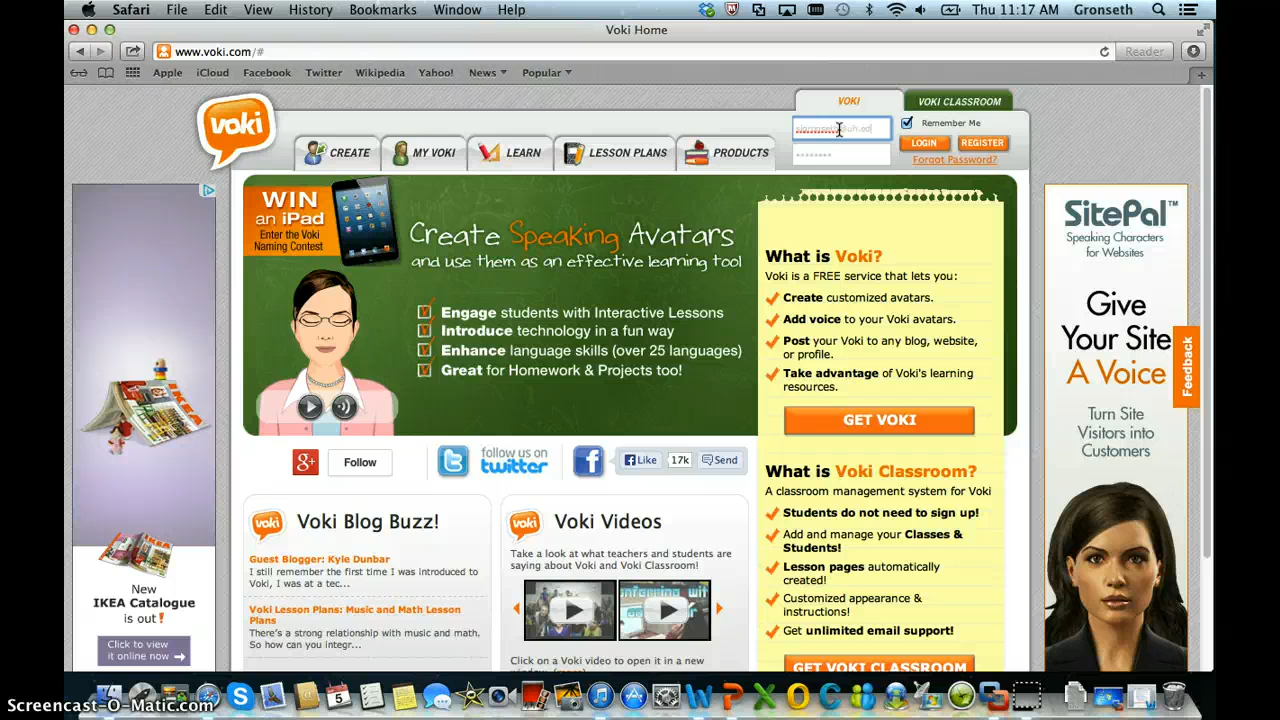 Safari File Edit View History Bookmarks Window Help Thu 11:17 AM Gronseth
Voki Home
www.voki.com/#
Reader
Apple iCloud Facebook Twitter Wikipedia Yahoo! News Popular
voki
VOKI VOKI CLASSROOM
Remember Me
LOGIN REGISTER
Forgot Password?
CREATE MY VOKI LEARN LESSON PLANS PRODUCTS
WIN
an iPad
Enter the Voki
Naming Contest
Create Speaking Avatars
and use them as an effective learning tool
Engage students with Interactive Lessons
Introduce technology in a fun way
Enhance language skills (over 25 languages)
Great for Homework & Projects too!
What is Voki?
Voki is a FREE service that lets you:
Create customized avatars.
Add voice to your Voki avatars.
Post your Voki to any blog, website,
or profile.
Take advantage of Voki's learning
resources.
GET VOKI
What is Voki Classroom?
A classroom management system for Voki
Students do not need to sign up!
Add and manage your Classes &
Students!
Lesson pages automatically
created!
Customized appearance &
instructions!
Get unlimited email support!
GET VOKI CLASSROOM
Follow
follow us on
twitter
Like 17k Send
voki Voki Blog Buzz!
Guest Blogger: Kyle Dunbar
I still remember the first time I was introduced to
Voki, I was at a tec...
Voki Lesson Plans: Music and Math Lesson
Plans
There's a strong relationship with music and math.
So how can you integr...
voki Voki Videos
Take a look at what teachers and students are
saying about Voki and Voki Classroom!
Click on a Voki video to open it in a new
New
IKEA Catalogue
is out!
Click to view
it online now
SitePal™
Speaking Characters
for Websites
Give
Your Site
A Voice
Turn Site
Visitors into
Customers
Feedback
Screencast-O-Matic.com